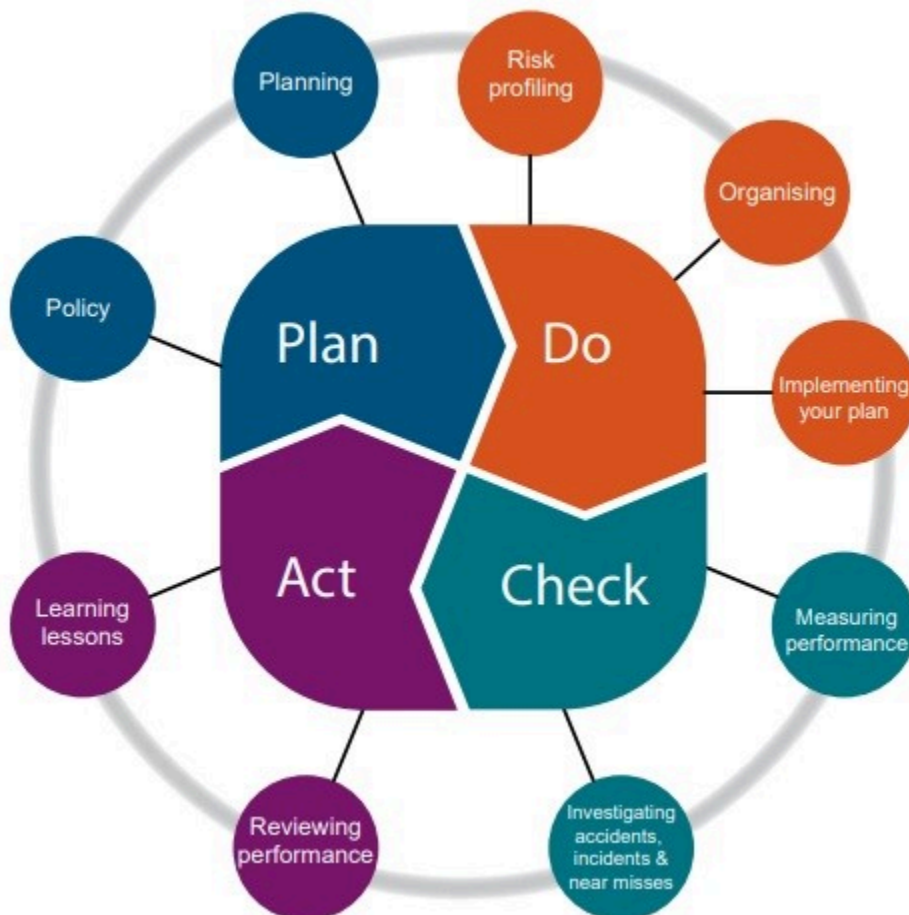 Planning
Risk
profiling
Organising
Policy
Plan
Do
Implementing
your plan
Act
Check
Learning
lessons
Measuring
performance
Reviewing
performance
Investigating
accidents,
incidents &
near misses